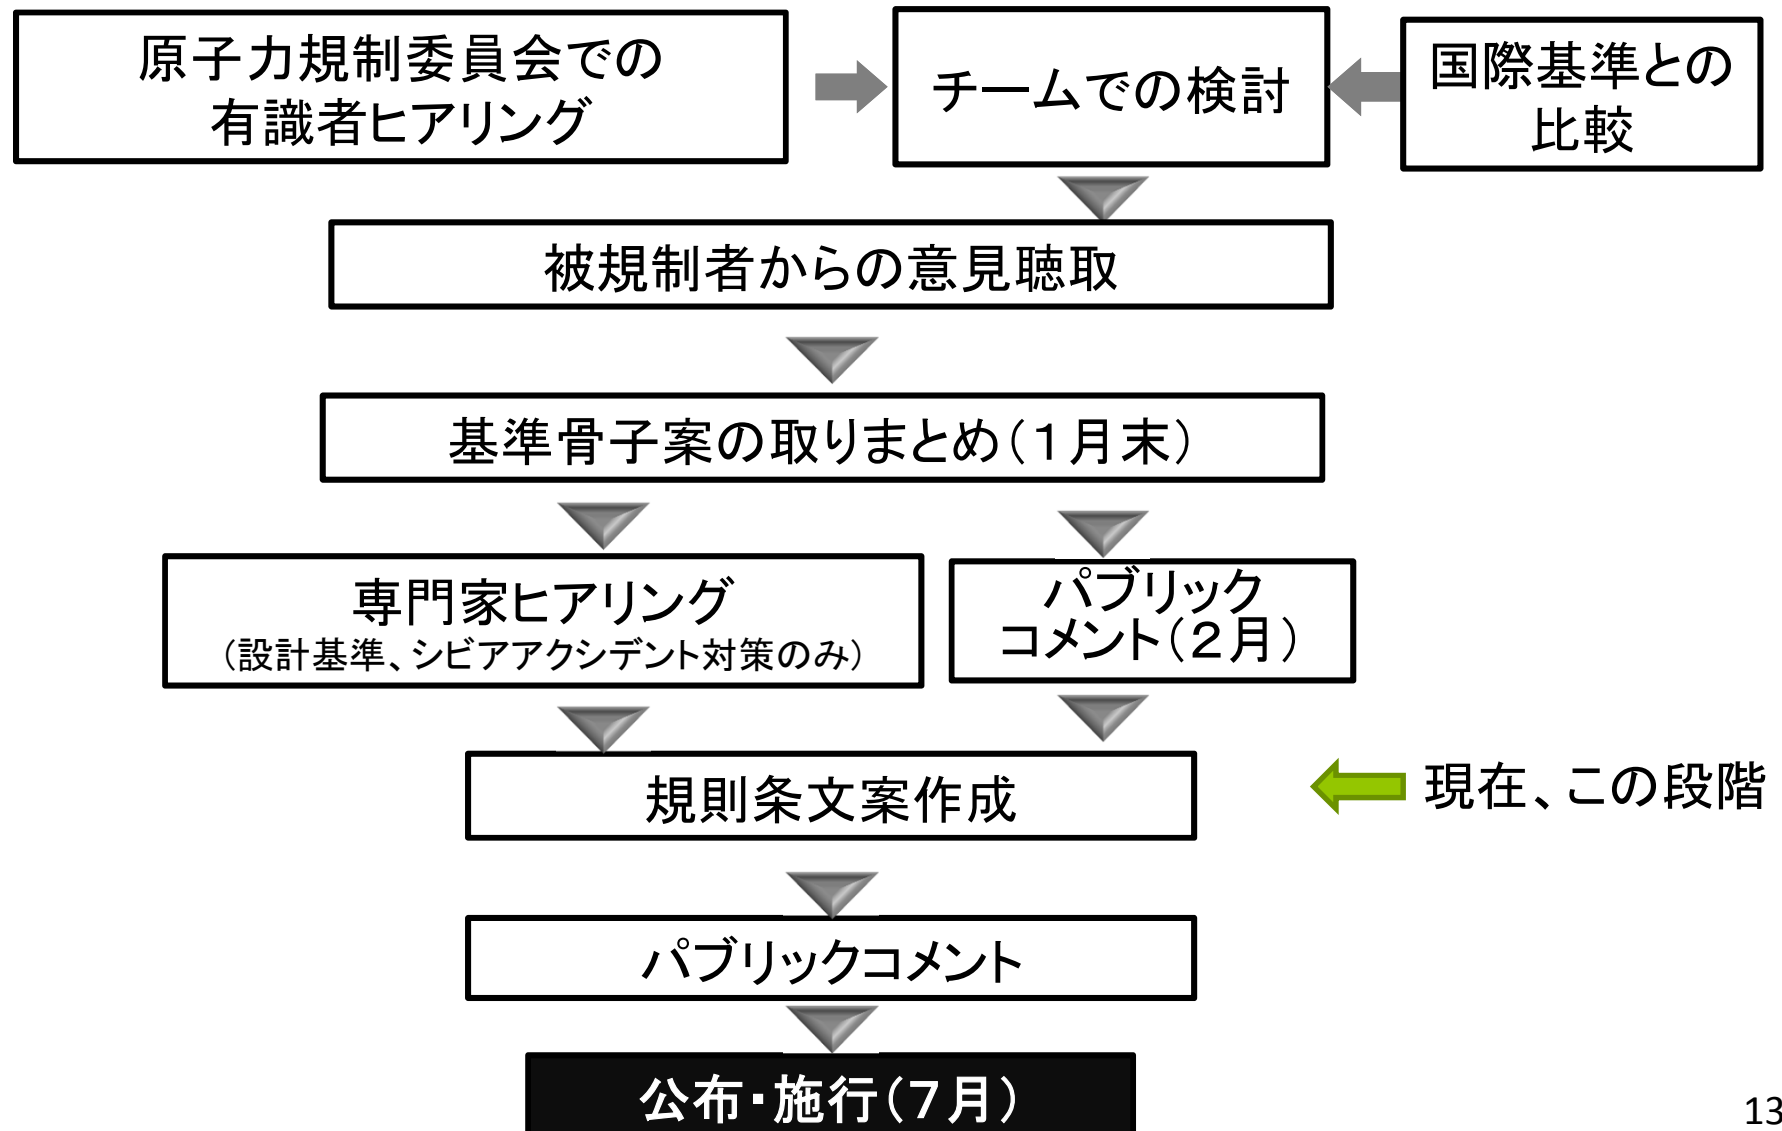 原子力規制委員会での
有識者ヒアリング
チームでの検討
国際基準との
比較
被規制者からの意見聴取
基準骨子案の取りまとめ（１月末）
専門家ヒアリング
（設計基準、シビアアクシデント対策のみ）
パブリック
コメント（２月）
規則条文案作成
現在、この段階
パブリックコメント
公布・施行（７月）
13